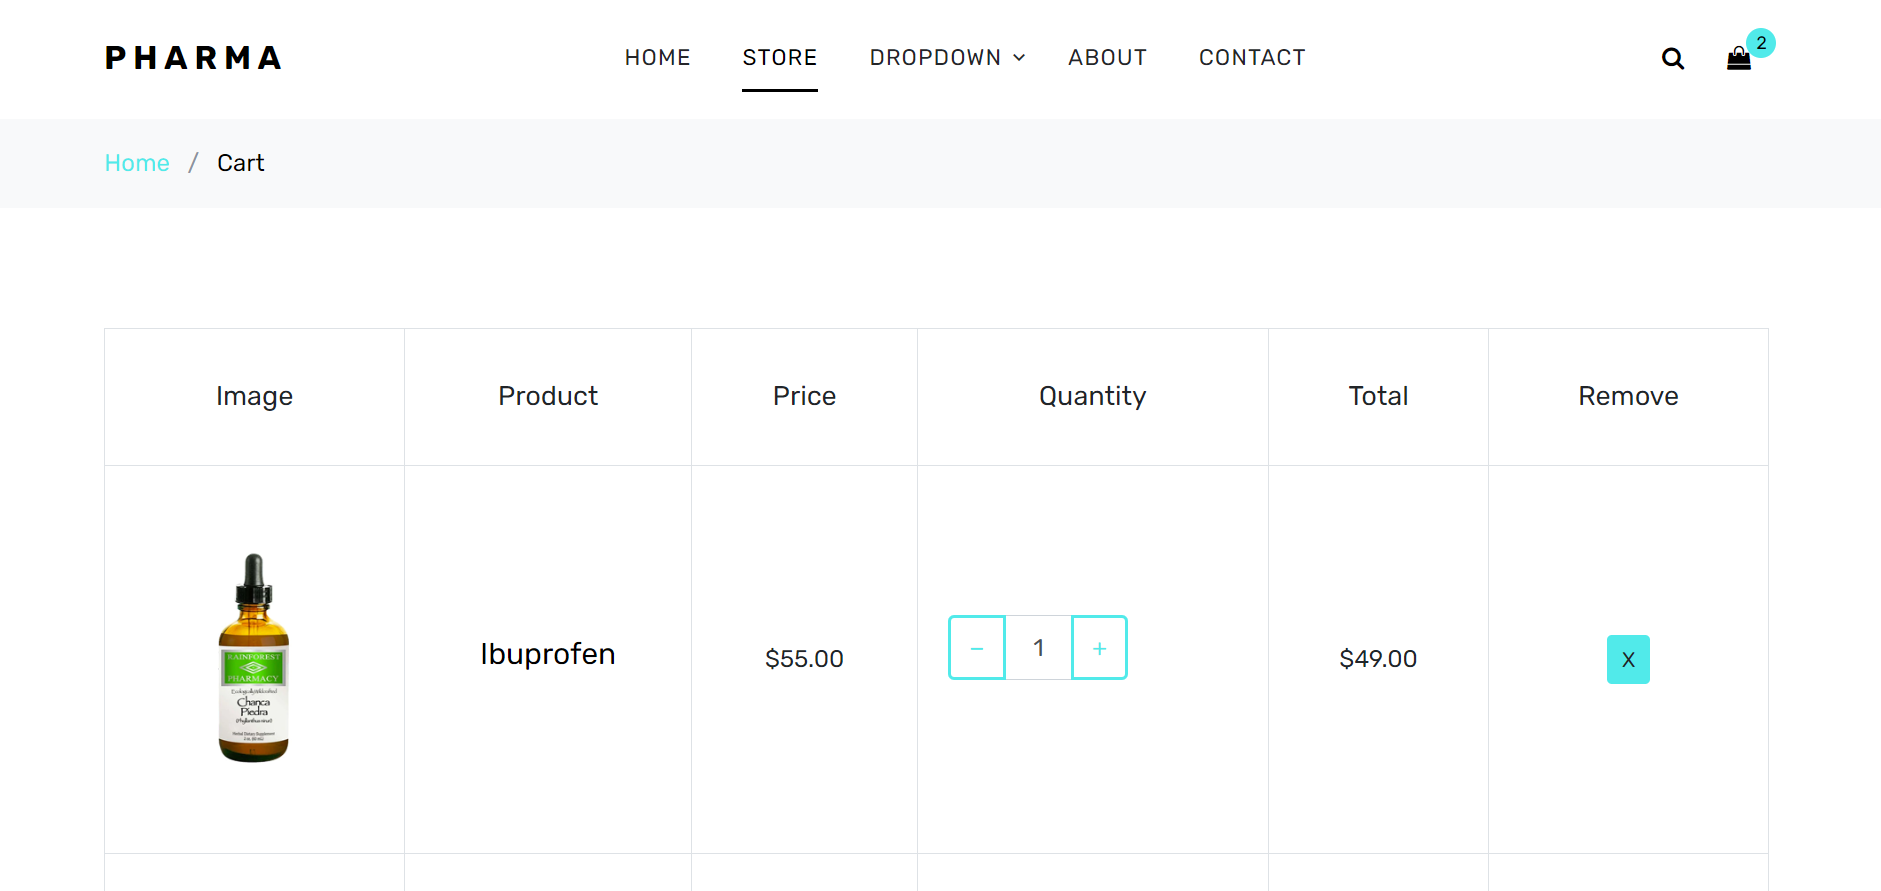 PHARMA
HOME STORE DROPDOWN ABOUT CONTACT
2
Home / Cart
Image Product Price Quantity Total Remove
RAINFOREST
PHARMACY
Chanca
Piedra
Ibuprofen $55.00 − 1 + $49.00 X